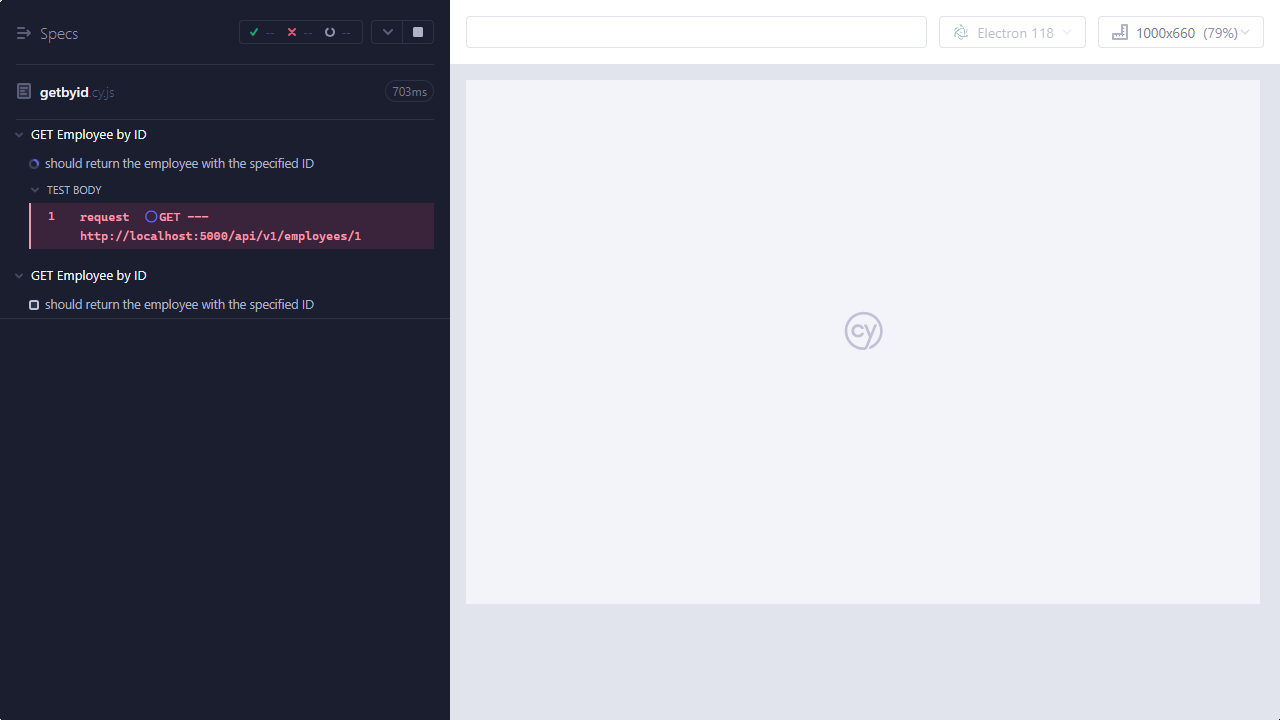 Specs
-- -- --
getbyid.cy.js
703ms
GET Employee by ID
should return the employee with the specified ID
TEST BODY
1 request GET ---
http://localhost:5000/api/v1/employees/1
GET Employee by ID
should return the employee with the specified ID
Electron 118
1000x660 (79%)
cy